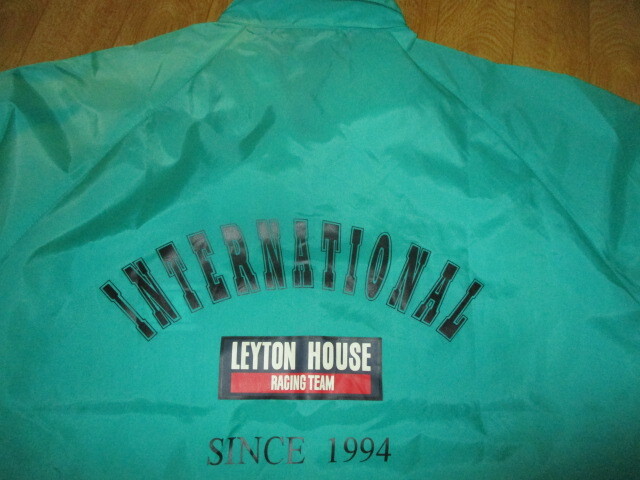 INTERNATIONAL
LEYTON HOUSE
RACING TEAM
SINCE 1994